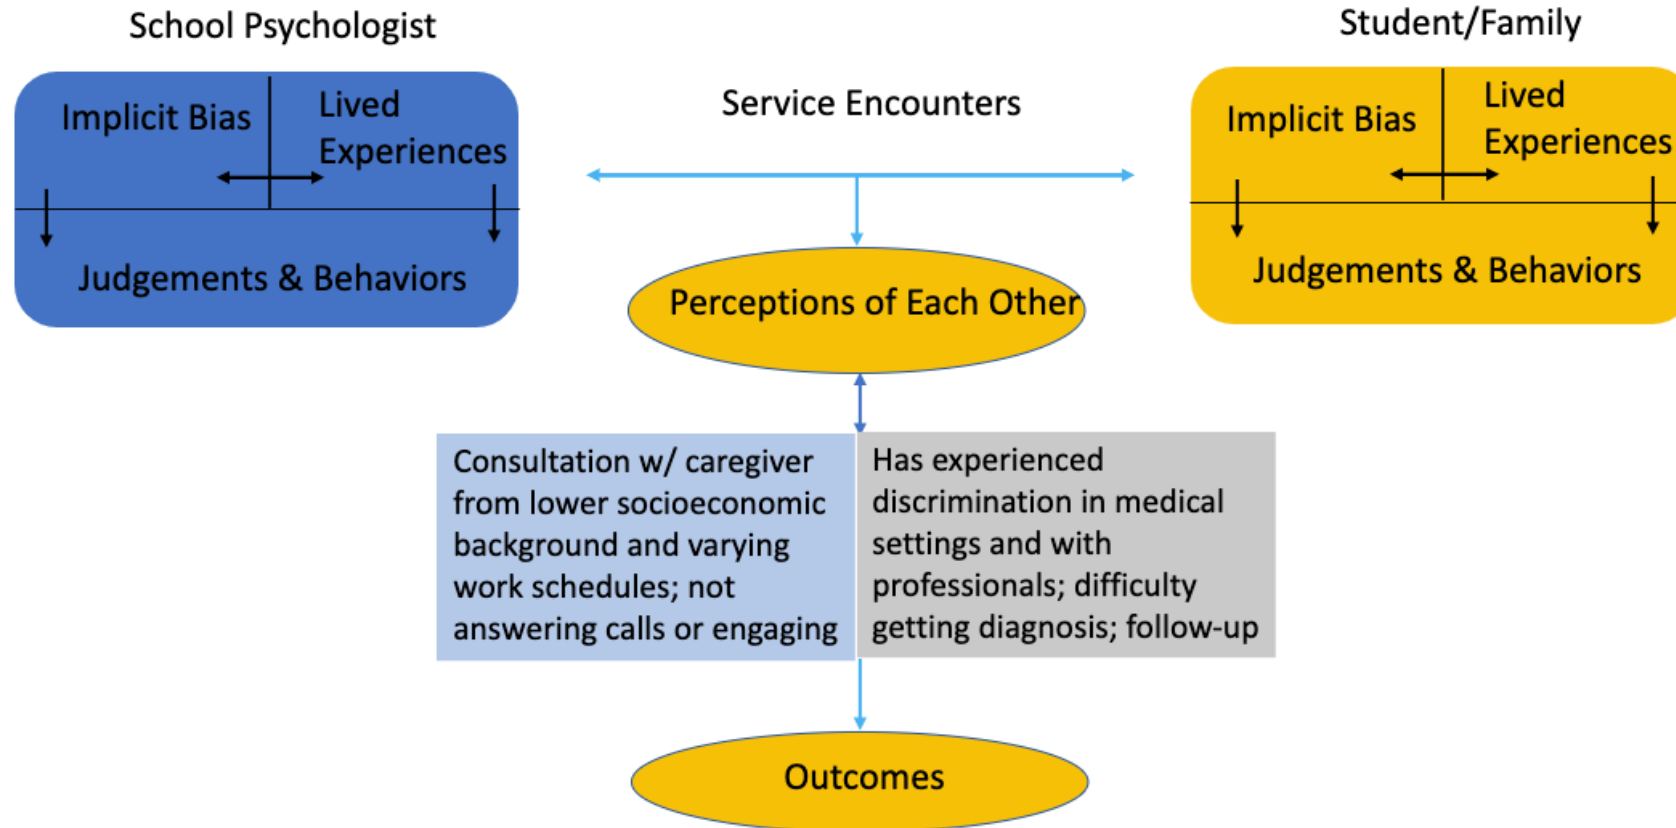 School Psychologist
Student/Family
Implicit Bias
Lived
Experiences
Judgements & Behaviors
Service Encounters
Implicit Bias
Lived
Experiences
Judgements & Behaviors
Perceptions of Each Other
Consultation w/ caregiver
from lower socioeconomic
background and varying
work schedules; not
answering calls or engaging
Has experienced
discrimination in medical
settings and with
professionals; difficulty
getting diagnosis; follow-up
Outcomes